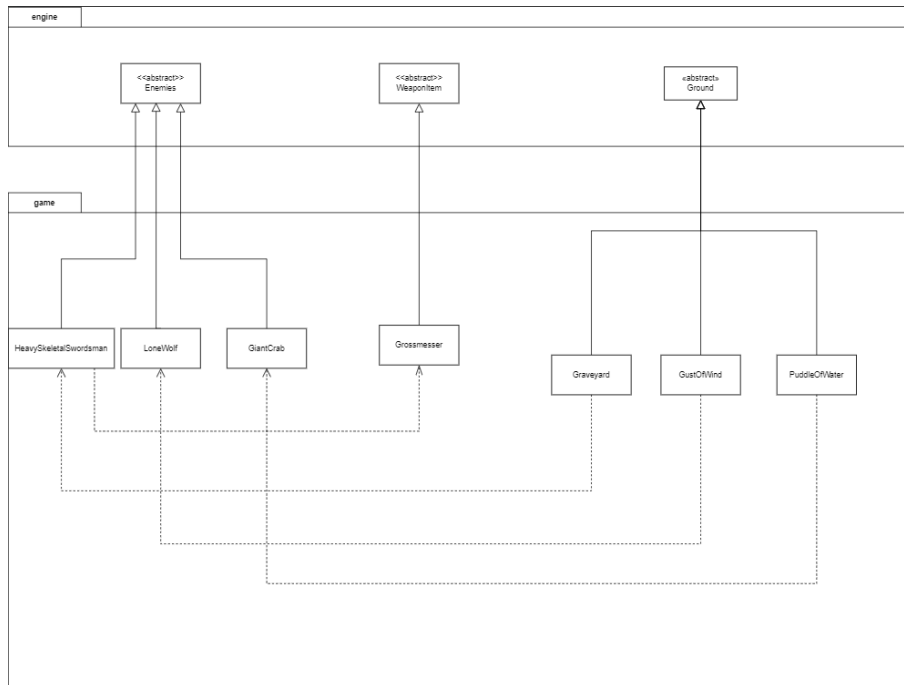 engine
<<abstract>>
Enemies
<<abstract>>
WeaponItem
«abstract»
Ground
game
HeavySkeletalSwordsman
LoneWolf
GiantCrab
Grossmesser
Graveyard
GustOfWind
PuddleOfWater